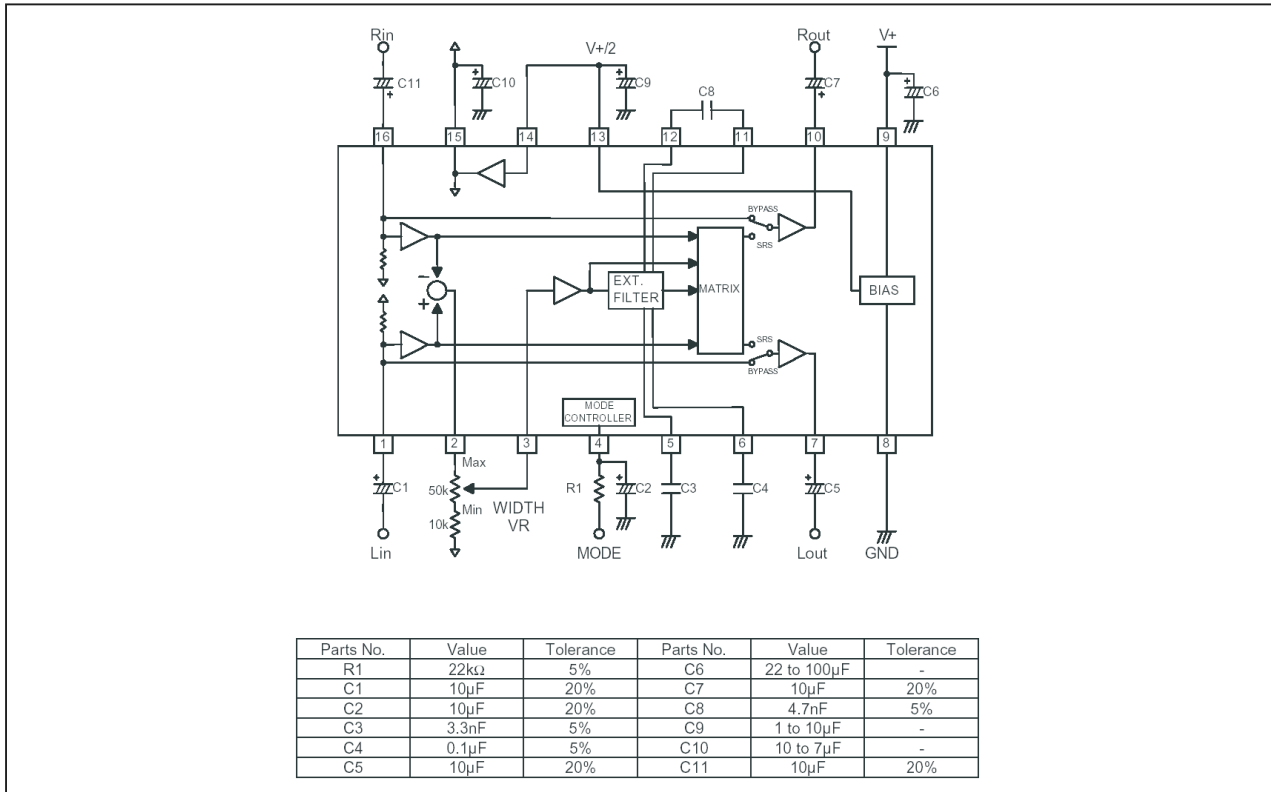 Rin
V+/2
Rout
V+
C11
C10
C9
C8
C7
C6
16 15 14 13 12 11 10 9
BYPASS
SRS
−
EXT.
FILTER
MATRIX
BIAS
+
SRS
BYPASS
MODE
CONTROLLER
1 2 3 4 5 6 7 8
Max
C1
50k
Min
10k
WIDTH
VR
R1
C2
C3
C4
C5
Lin
MODE
Lout
GND
Parts No. Value Tolerance Parts No. Value Tolerance
R1 22kΩ 5% C6 22 to 100µF -
C1 10µF 20% C7 10µF 20%
C2 10µF 20% C8 4.7nF 5%
C3 3.3nF 5% C9 1 to 10µF -
C4 0.1µF 5% C10 10 to 7µF -
C5 10µF 20% C11 10µF 20%